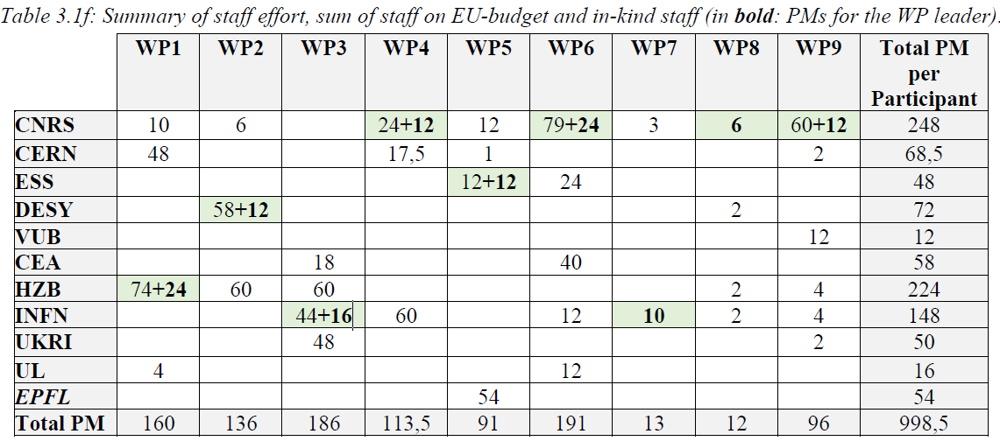 Table 3.1f: Summary of staff effort, sum of staff on EU-budget and in-kind staff (in bold: PMs for the WP leader).
WP1 WP2 WP3 WP4 WP5 WP6 WP7 WP8 WP9 Total PM
per
Participant
CNRS 10 6 24+12 12 79+24 3 6 60+12 248
CERN 48 17,5 1 2 68,5
ESS 12+12 24 48
DESY 58+12 2 72
VUB 12 12
CEA 18 40 58
HZB 74+24 60 60 2 4 224
INFN 44+16 60 12 10 2 4 148
UKRI 48 2 50
UL 4 12 16
EPFL 54 54
Total PM 160 136 186 113,5 91 191 13 12 96 998,5